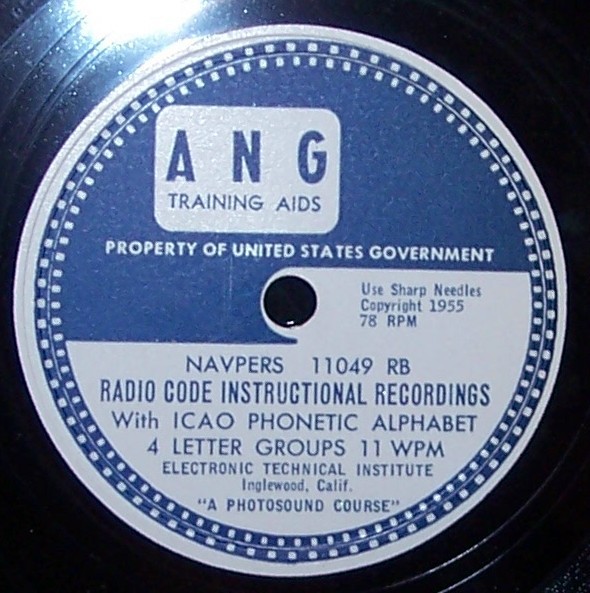 A N G
TRAINING AIDS
PROPERTY OF UNITED STATES GOVERNMENT
Use Sharp Needles
Copyright 1955
78 RPM
NAVPERS 11049 RB
RADIO CODE INSTRUCTIONAL RECORDINGS
With ICAO PHONETIC ALPHABET
4 LETTER GROUPS 11 WPM
ELECTRONIC TECHNICAL INSTITUTE
Inglewood, Calif.
"A PHOTOSOUND COURSE"